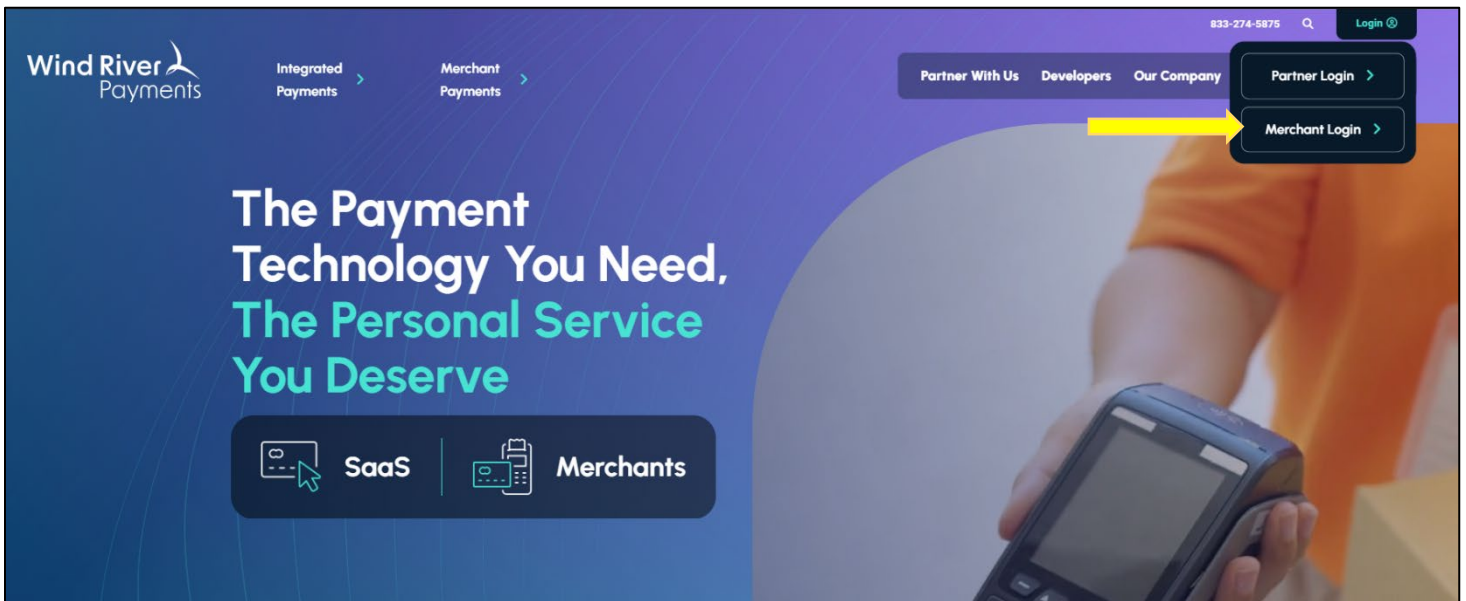 833-274-5875
Login
Wind River
Payments
Integrated
Payments
Merchant
Payments
Partner With Us
Developers
Our Company
Partner Login
Merchant Login
The Payment
Technology You Need,
The Personal Service
You Deserve
SaaS
Merchants